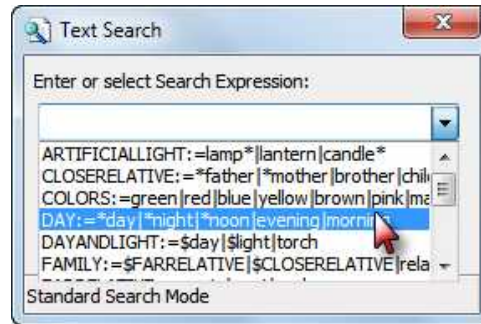 Text Search
Enter or select Search Expression:
ARTIFICIALLIGHT:=lamp*|lantern|candle*
CLOSERELATIVE:=*father|*mother|brother|chil
COLORS:=green|red|blue|yellow|brown|pink|ma
DAY:=*day|*night|*noon|evening|morning
DAYANDLIGHT:=$day|$light|torch
FAMILY:=$FARRELATIVE|$CLOSERELATIVE|rela
Standard Search Mode